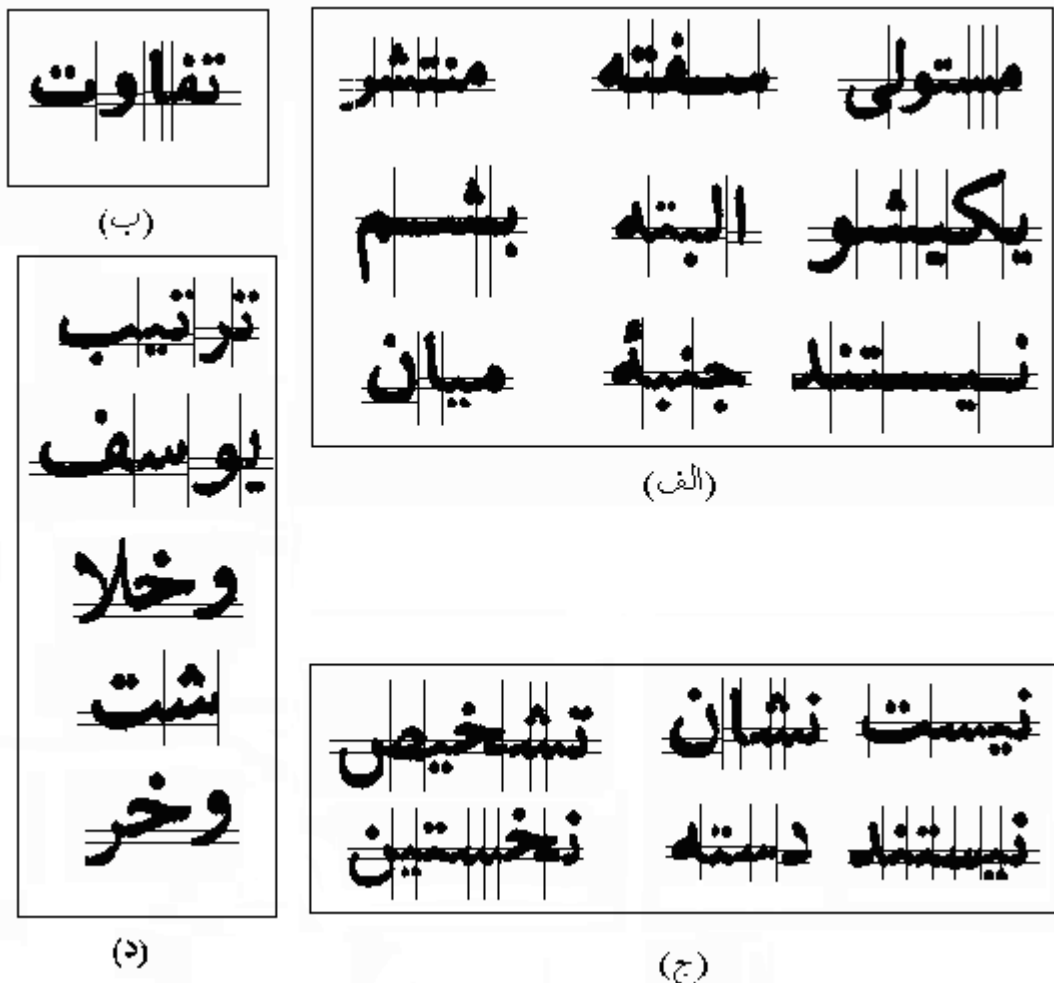 مستولی سفته منتشر
یکیشو البته بشم
نیستند جنبۀ میان
(الف)
تفاوت
(ب)
نیست نشان تشخیص
نیستند دسته نخستین
(ج)
ترتیب
یوسف
وخلا
شت
وخر
(د)